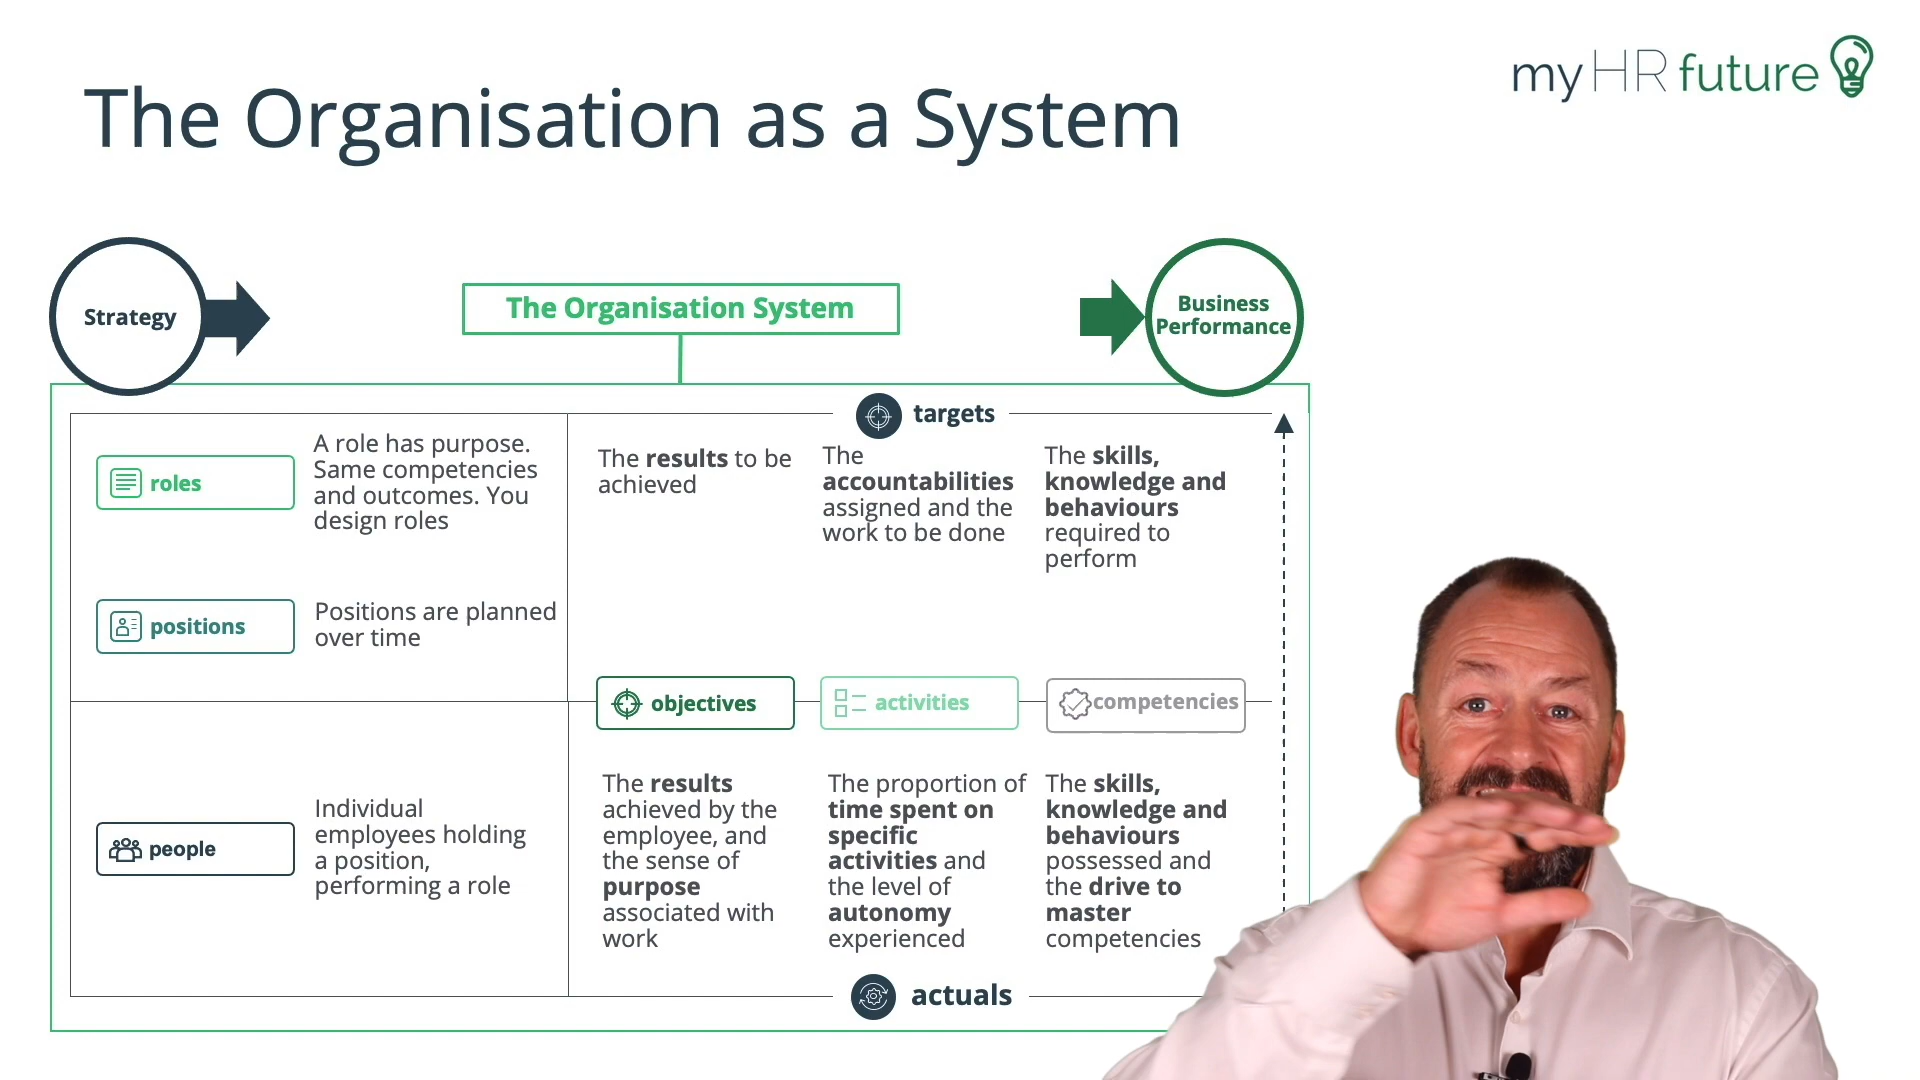 The Organisation as a System
my HR future
Strategy
The Organisation System
Business
Performance
targets
roles
A role has purpose.
Same competencies
and outcomes. You
design roles
The results to be
achieved
The
accountabilities
assigned and the
work to be done
The skills,
knowledge and
behaviours
required to
perform
positions
Positions are planned
over time
objectives
activities
competencies
people
Individual
employees holding
a position,
performing a role
The results
achieved by the
employee, and
the sense of
purpose
associated with
work
The proportion of
time spent on
specific
activities and
the level of
autonomy
experienced
The skills,
knowledge and
behaviours
possessed and
the drive to
master
competencies
actuals